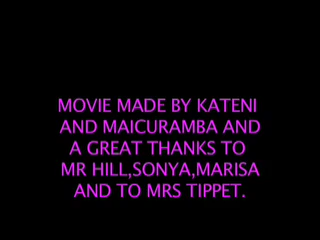 MOVIE MADE BY KATENI
AND MAICURAMBA AND
A GREAT THANKS TO
MR HILL,SONYA,MARISA
AND TO MRS TIPPET.